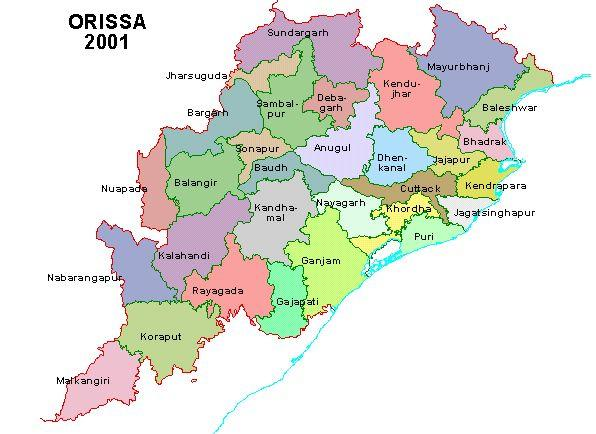 ORISSA
2001
Sundargarh
Mayurbhanj
Jharsuguda
Kendu-
jhar
Deba-
garh
Sambal-
pur
Baleshwar
Bargarh
Bhadrak
Sonapur
Anugul
Dhen-
kanal
Jajapur
Baudh
Balangir
Nuapada
Cuttack
Kendrapara
Kandha-
mal
Nayagarh
Khordha
Jagatsinghapur
Puri
Kalahandi
Ganjam
Nabarangapur
Rayagada
Gajapati
Koraput
Malkangiri